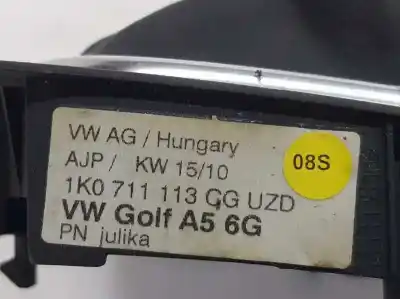 VW AG / Hungary
AJP / KW 15/10
08S
1K0 711 113 CG UZD
VW Golf A5 6G
PN julika